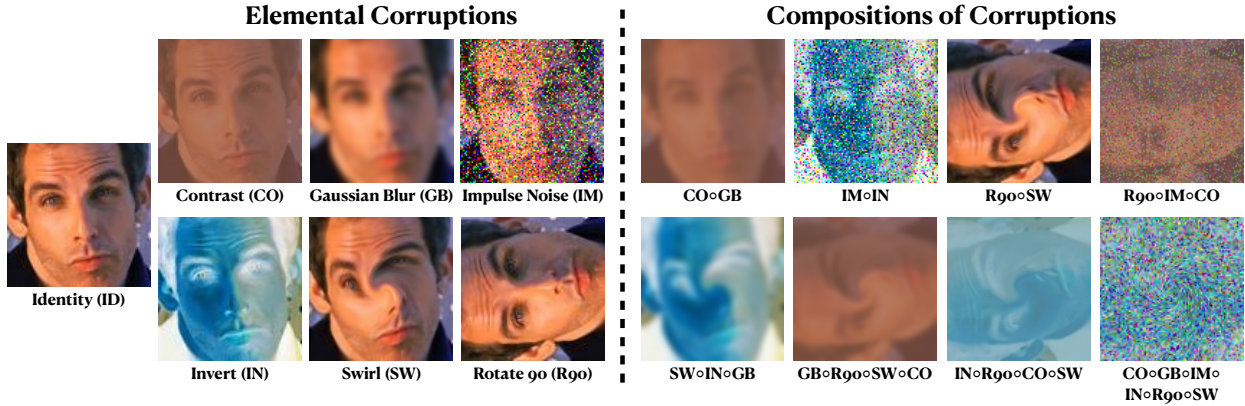 Elemental Corruptions
Compositions of Corruptions
Identity (ID)
Contrast (CO)
Gaussian Blur (GB)
Impulse Noise (IM)
Invert (IN)
Swirl (SW)
Rotate 90 (R90)
CO∘GB
IM∘IN
R90∘SW
R90∘IM∘CO
SW∘IN∘GB
GB∘R90∘SW∘CO
IN∘R90∘CO∘SW
CO∘GB∘IM∘
IN∘R90∘SW